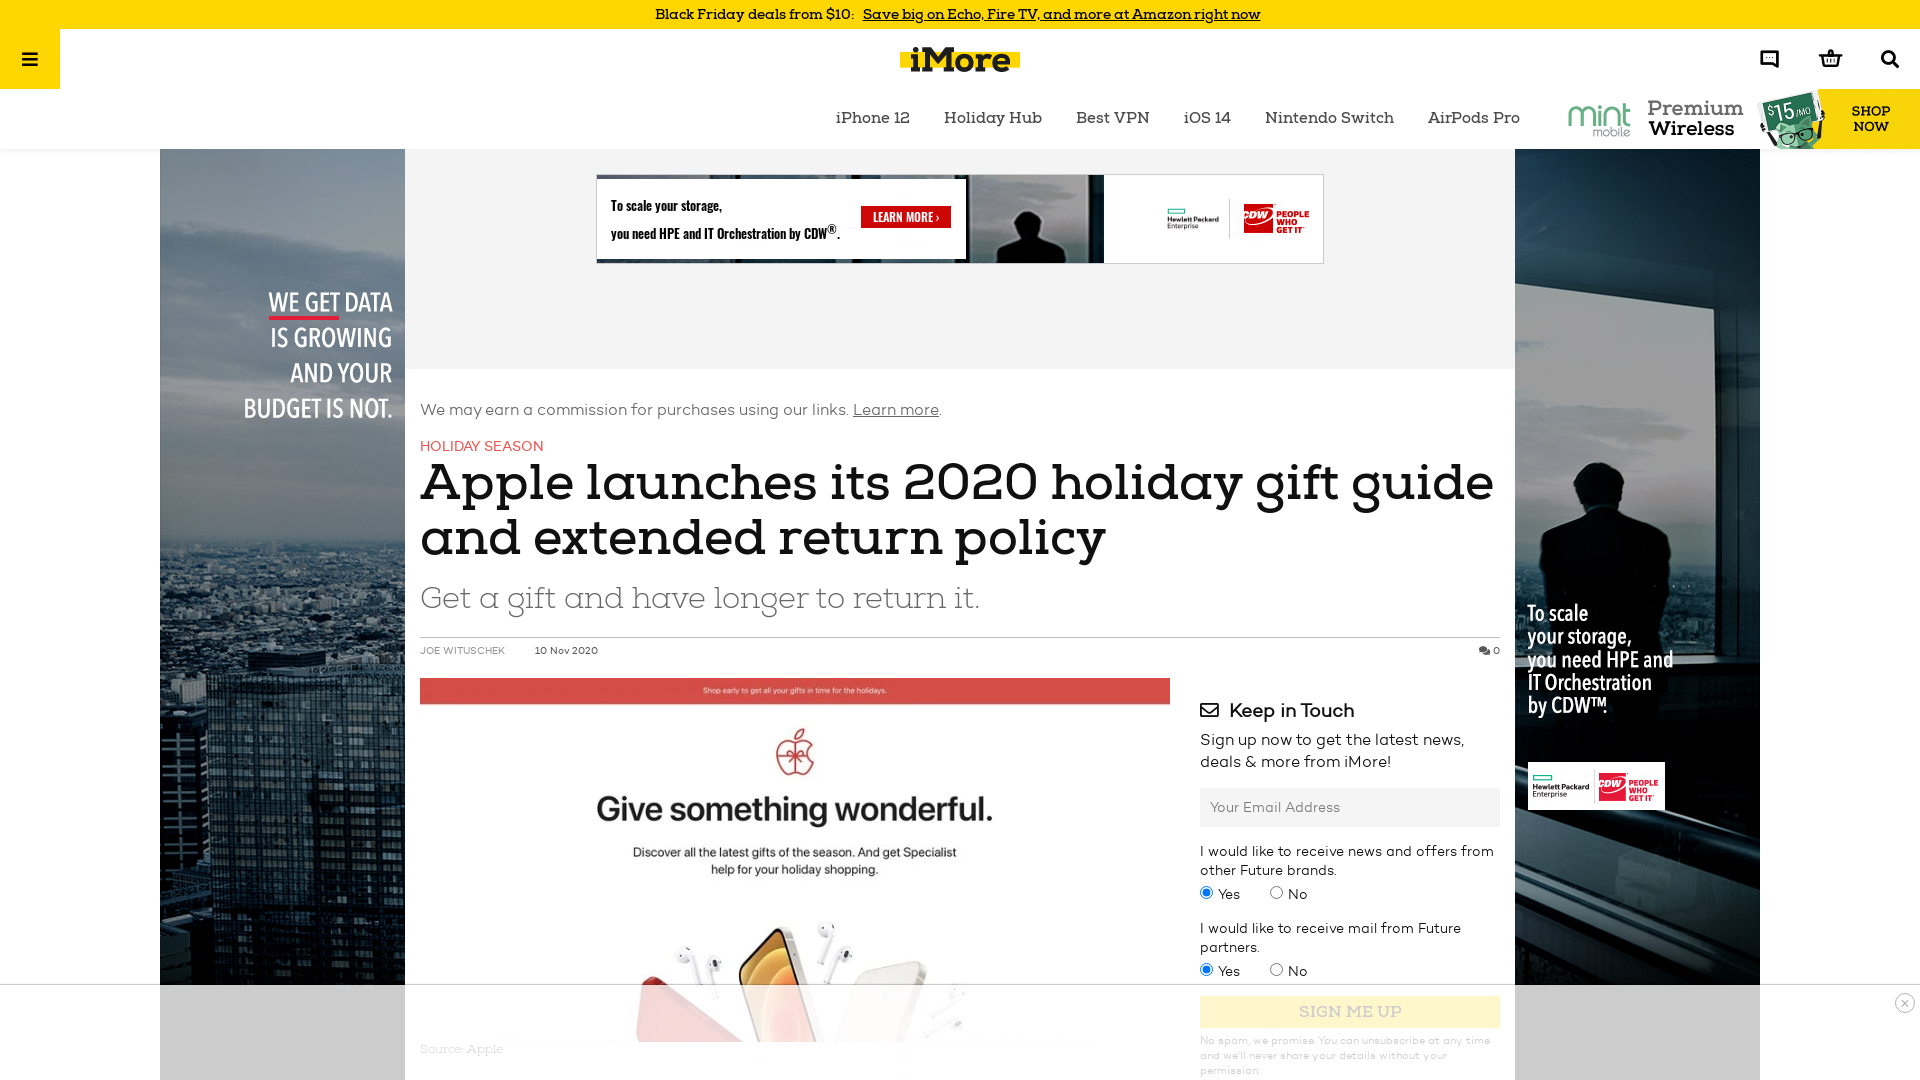 Black Friday deals from $10: Save big on Echo, Fire TV, and more at Amazon right now
iMore
iPhone 12 Holiday Hub Best VPN iOS 14 Nintendo Switch AirPods Pro
mint mobile
Premium Wireless
$15/MO
SHOP NOW
To scale your storage,
you need HPE and IT Orchestration by CDW®.
LEARN MORE ›
Hewlett Packard
Enterprise
CDW PEOPLE
WHO
GET IT
WE GET DATA
IS GROWING
AND YOUR
BUDGET IS NOT.
We may earn a commission for purchases using our links. Learn more.
HOLIDAY SEASON
Apple launches its 2020 holiday gift guide
and extended return policy
Get a gift and have longer to return it.
JOE WITUSCHEK 10 Nov 2020 0
Shop early to get all your gifts in time for the holidays.
Give something wonderful.
Discover all the latest gifts of the season. And get Specialist
help for your holiday shopping.
Source: Apple
Keep in Touch
Sign up now to get the latest news,
deals & more from iMore!
Your Email Address
I would like to receive news and offers from
other Future brands.
Yes No
I would like to receive mail from Future
partners.
Yes No
SIGN ME UP
No spam, we promise. You can unsubscribe at any time
and we'll never share your details without your
permission.
To scale
your storage,
you need HPE and
IT Orchestration
by CDW™.
Hewlett Packard
Enterprise
CDW PEOPLE
WHO
GET IT